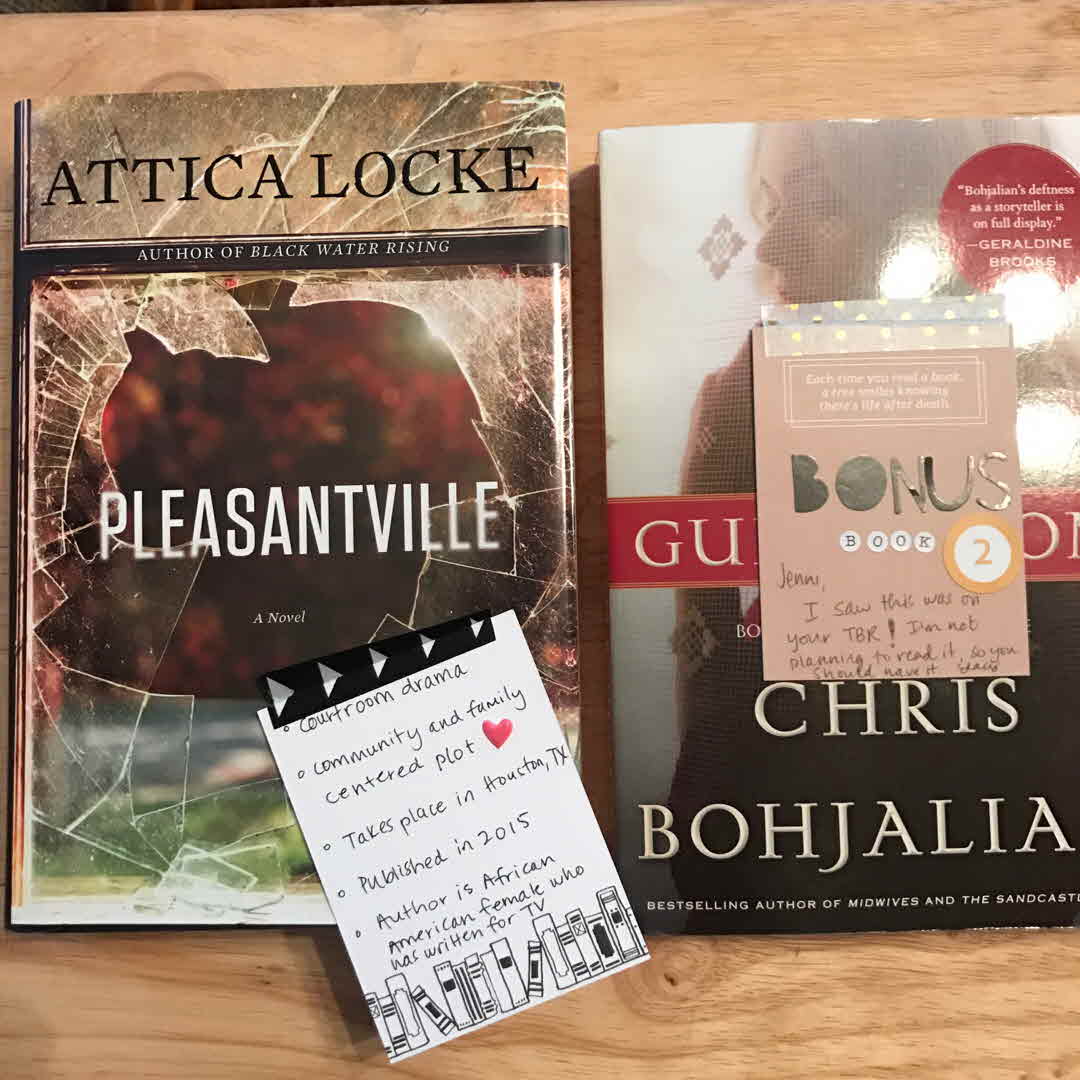 ATTICA LOCKE
AUTHOR OF BLACK WATER RISING
PLEASANTVILLE
A Novel
• courtroom drama
• community and family
centered plot
• Takes place in Houston, TX
• Published in 2015
• Author is African
American female who
has written for TV
"Bohjalian's deftness
as a storyteller is
on full display."
—GERALDINE
BROOKS
Each time you read a book,
a tree smiles knowing
there's life after death.
BONUS
BOOK 2
Jenni,
I saw this was on
your TBR! I'm not
planning to read it, so you
should have it
GU
BO
CHRIS
BOHJALIA
BESTSELLING AUTHOR OF MIDWIVES AND THE SANDCASTL